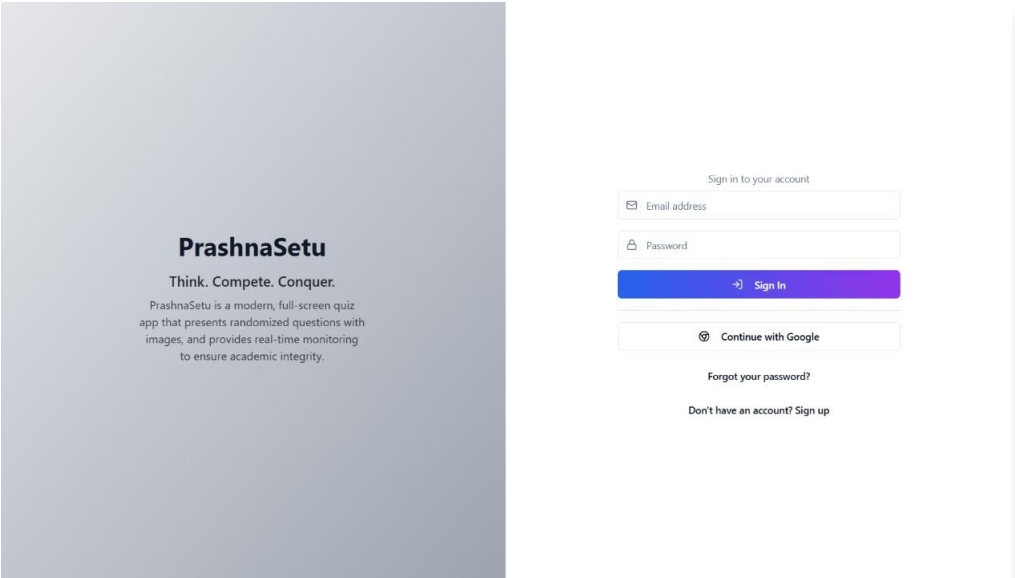 PrashnaSetu
Think. Compete. Conquer.
PrashnaSetu is a modern, full-screen quiz
app that presents randomized questions with
images, and provides real-time monitoring
to ensure academic integrity.
Sign in to your account
Email address
Password
Sign In
Continue with Google
Forgot your password?
Don't have an account? Sign up